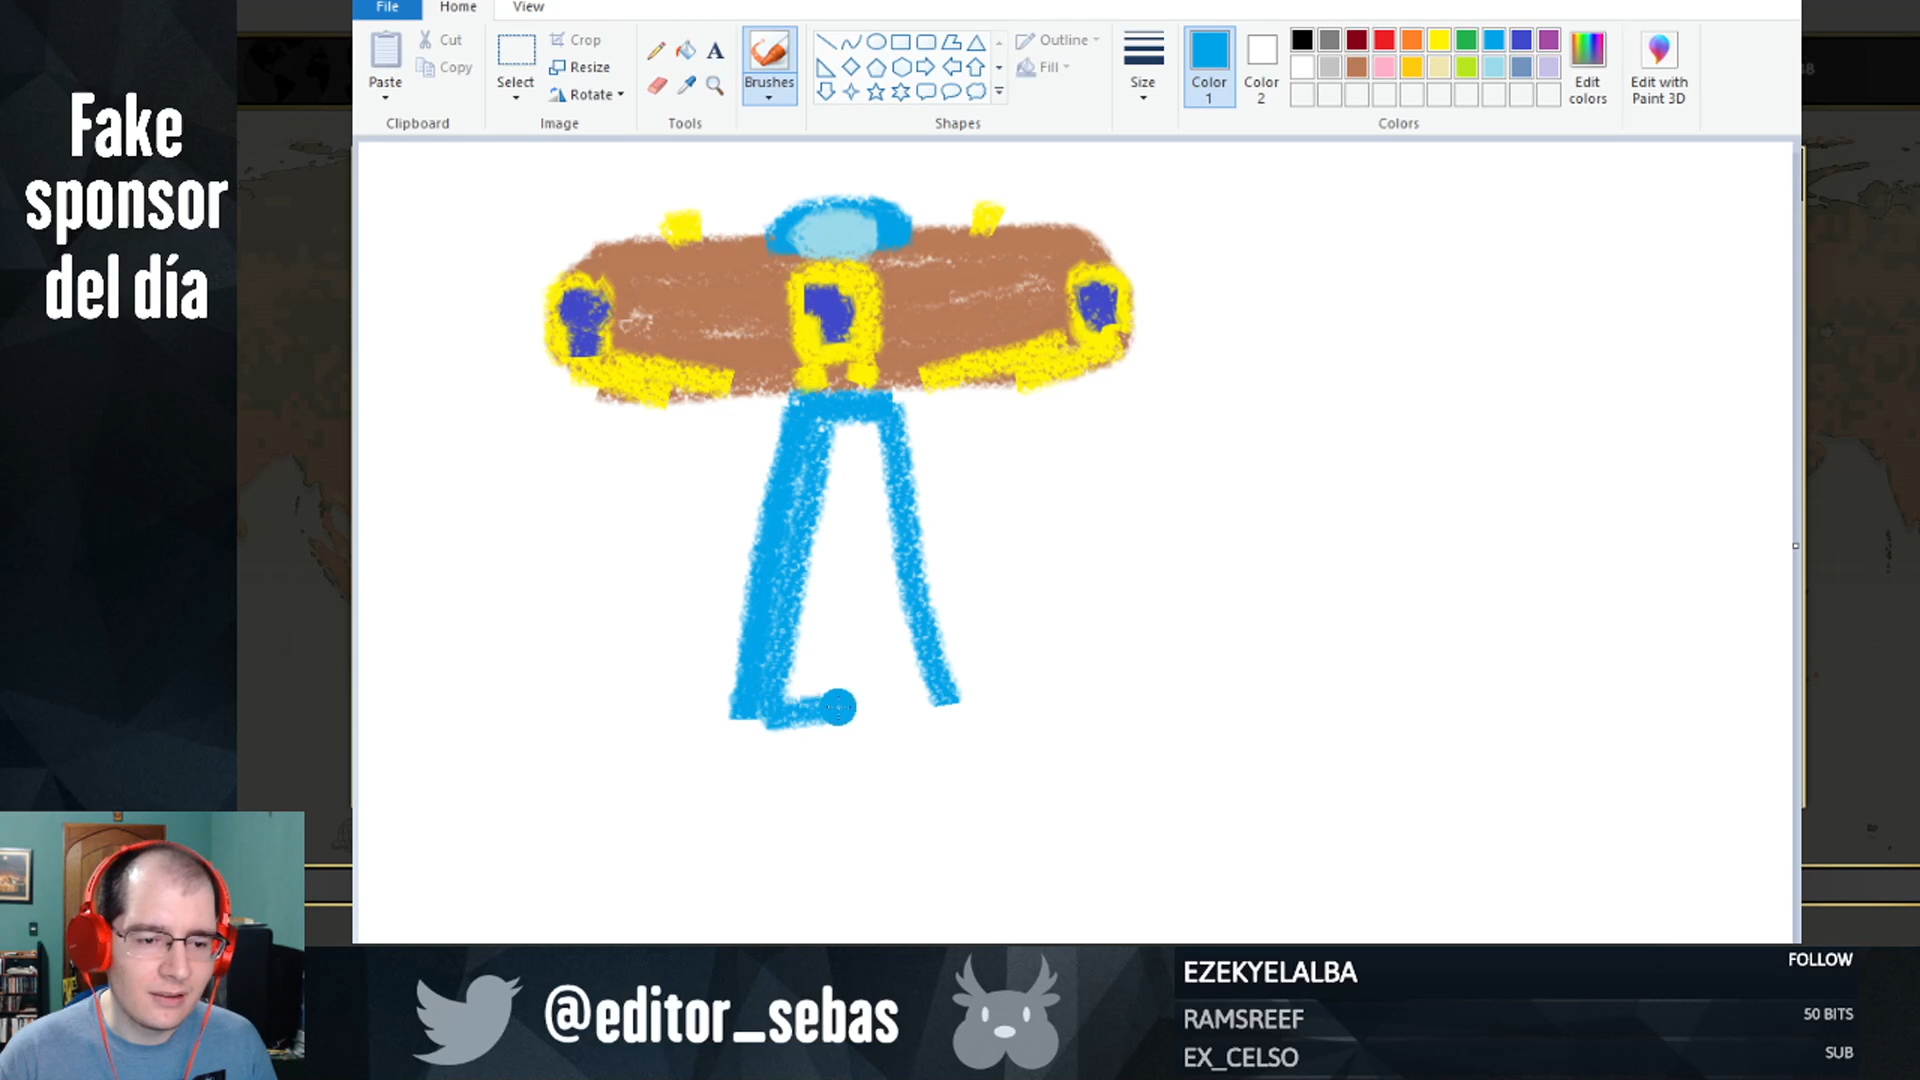 File Home View
Fake
sponsor
del día
Paste
Cut
Copy
Clipboard
Select
Crop
Resize
Rotate
Image
A
Tools
Brushes
Outline
Fill
Shapes
Size
Color
1
Color
2
Edit
colors
Edit with
Paint 3D
Colors
@editor_sebas
EZEKYELALBA FOLLOW
RAMSREEF 50 BITS
EX_CELSO SUB